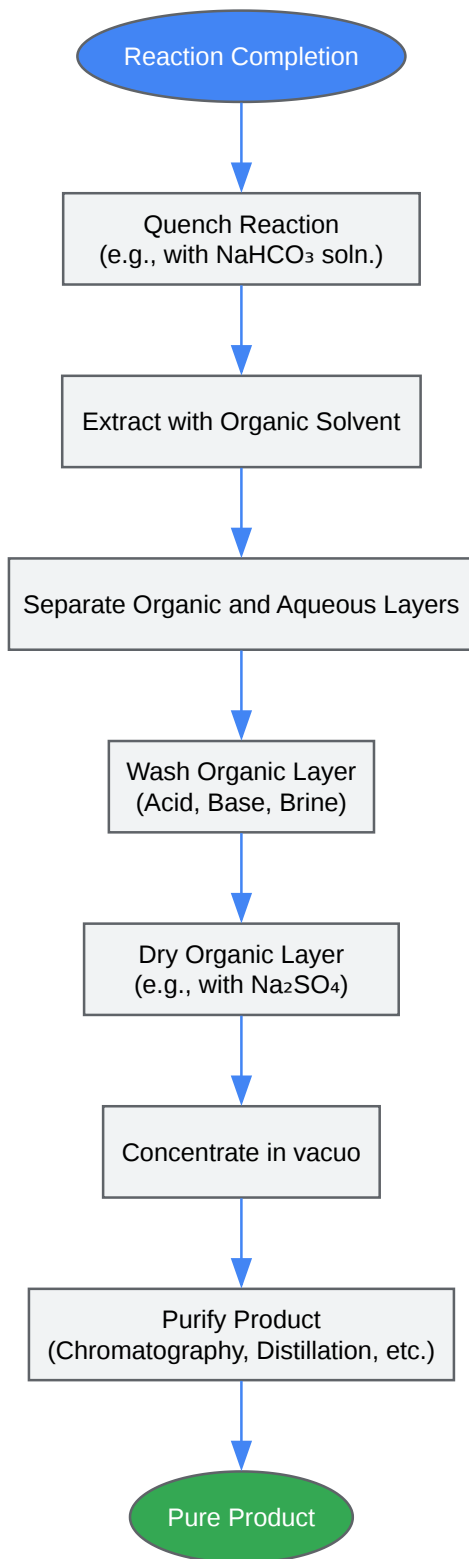 Reaction Completion
Quench Reaction
(e.g., with NaHCO₃ soln.)
Extract with Organic Solvent
Separate Organic and Aqueous Layers
Wash Organic Layer
(Acid, Base, Brine)
Dry Organic Layer
(e.g., with Na₂SO₄)
Concentrate in vacuo
Purify Product
(Chromatography, Distillation, etc.)
Pure Product